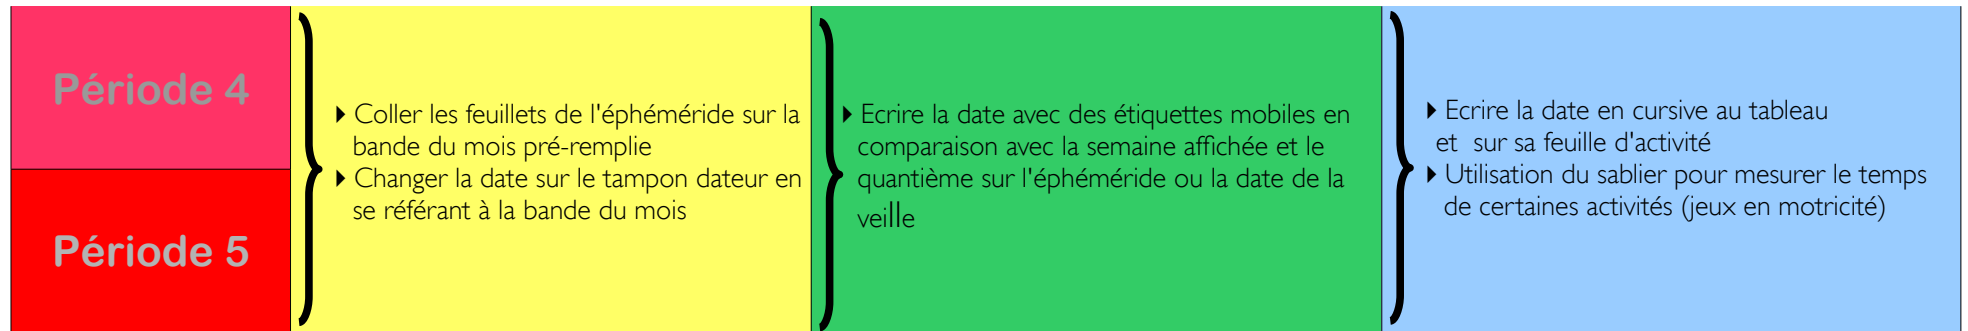 Période 4
Période 5
Coller les feuillets de l'éphéméride sur la
bande du mois pré-remplie
Changer la date sur le tampon dateur en
se référant à la bande du mois
Ecrire la date avec des étiquettes mobiles en
comparaison avec la semaine affichée et le
quantième sur l'éphéméride ou la date de la
veille
Ecrire la date en cursive au tableau
et sur sa feuille d'activité
Utilisation du sablier pour mesurer le temps
de certaines activités (jeux en motricité)